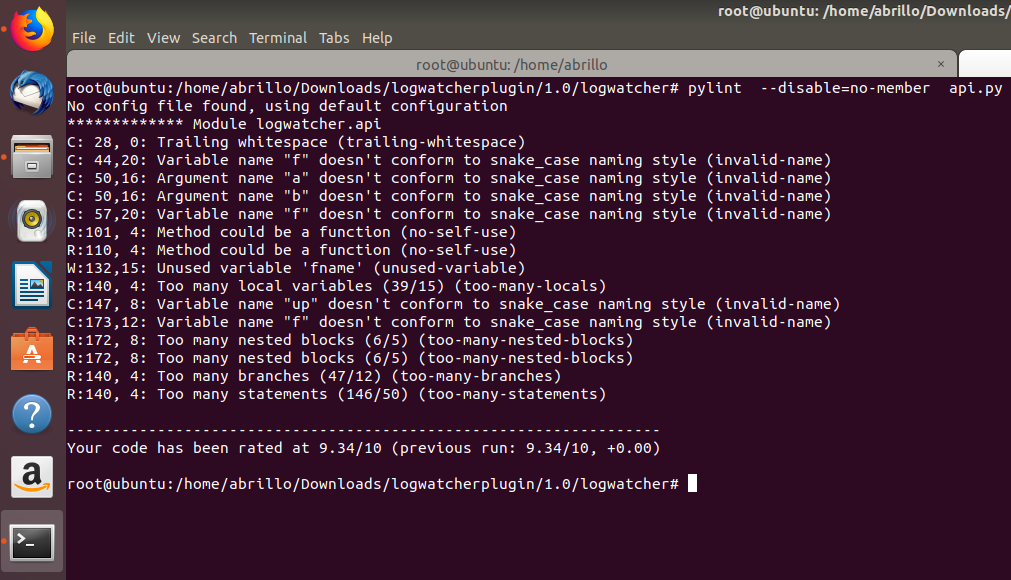 root@ubuntu: /home/abrillo/Downloads/
File Edit View Search Terminal Tabs Help
root@ubuntu: /home/abrillo ×
root@ubuntu:/home/abrillo/Downloads/logwatcherplugin/1.0/logwatcher# pylint  --disable=no-member  api.py
No config file found, using default configuration
************* Module logwatcher.api
C: 28, 0: Trailing whitespace (trailing-whitespace)
C: 44,20: Variable name "f" doesn't conform to snake_case naming style (invalid-name)
C: 50,16: Argument name "a" doesn't conform to snake_case naming style (invalid-name)
C: 50,16: Argument name "b" doesn't conform to snake_case naming style (invalid-name)
C: 57,20: Variable name "f" doesn't conform to snake_case naming style (invalid-name)
R:101, 4: Method could be a function (no-self-use)
R:110, 4: Method could be a function (no-self-use)
W:132,15: Unused variable 'fname' (unused-variable)
R:140, 4: Too many local variables (39/15) (too-many-locals)
C:147, 8: Variable name "up" doesn't conform to snake_case naming style (invalid-name)
C:173,12: Variable name "f" doesn't conform to snake_case naming style (invalid-name)
R:172, 8: Too many nested blocks (6/5) (too-many-nested-blocks)
R:172, 8: Too many nested blocks (6/5) (too-many-nested-blocks)
R:140, 4: Too many branches (47/12) (too-many-branches)
R:140, 4: Too many statements (146/50) (too-many-statements)
------------------------------------------------------------------
Your code has been rated at 9.34/10 (previous run: 9.34/10, +0.00)
root@ubuntu:/home/abrillo/Downloads/logwatcherplugin/1.0/logwatcher#